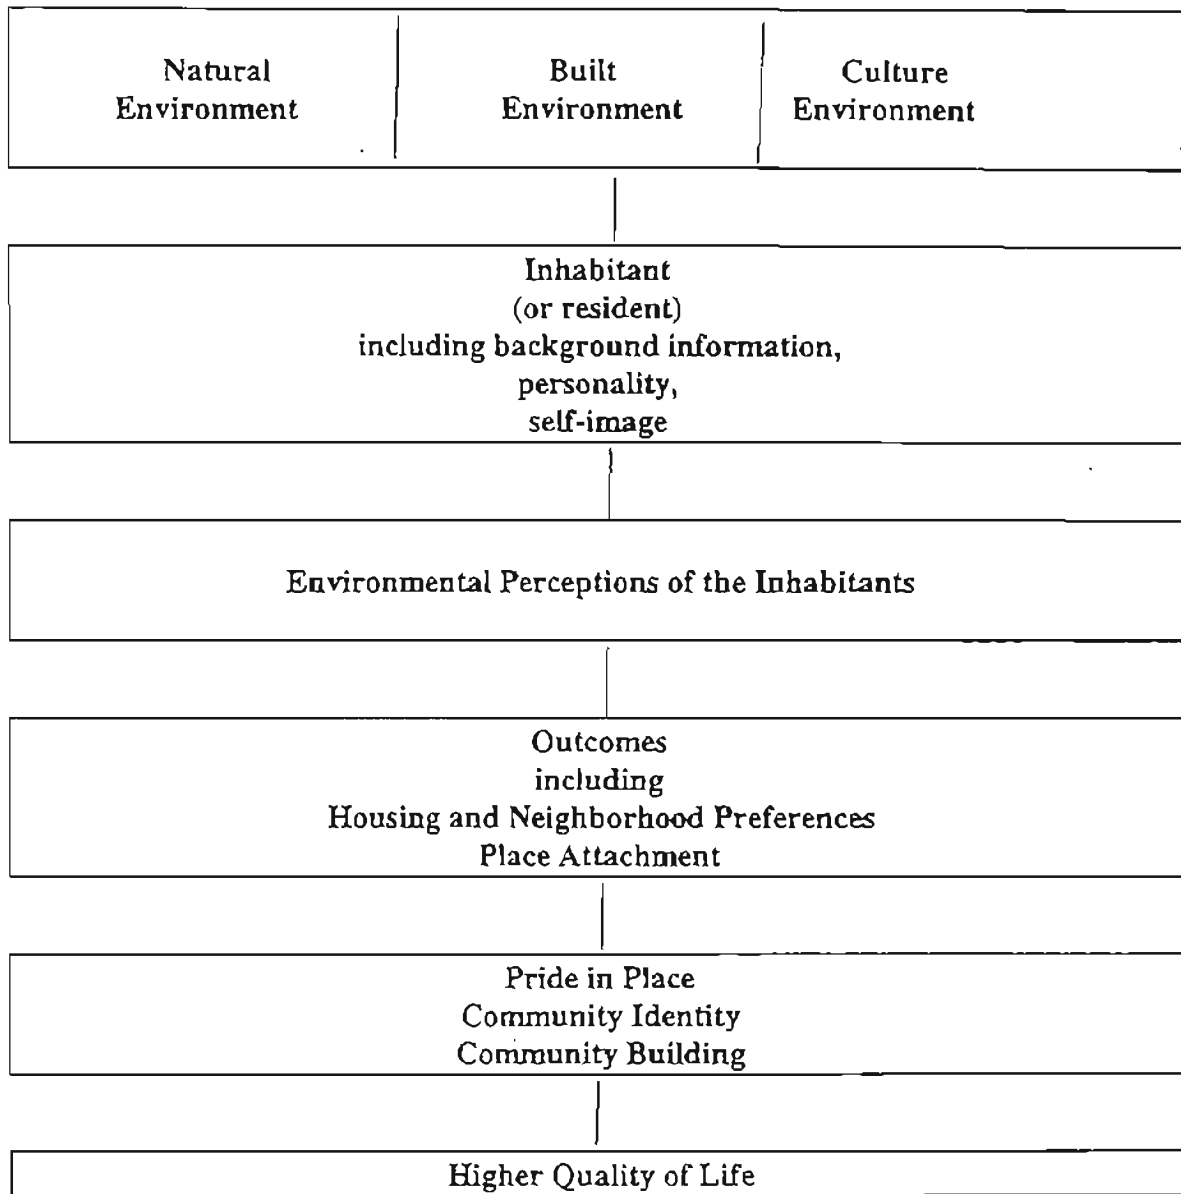 Natural Environment
Built Environment
Culture Environment
Inhabitant
(or resident)
including background information,
personality,
self-image
Environmental Perceptions of the Inhabitants
Outcomes
including
Housing and Neighborhood Preferences
Place Attachment
Pride in Place
Community Identity
Community Building
Higher Quality of Life